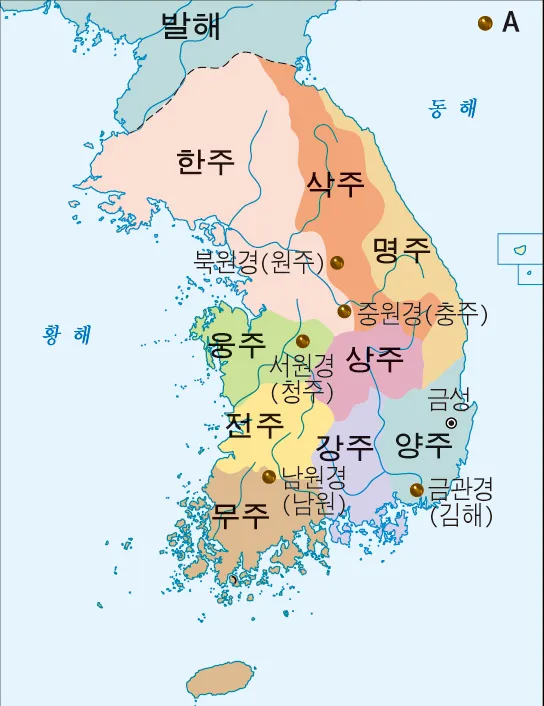 발해
A
동 해
한주
삭주
명주
북원경(원주)
중원경(충주)
황 해
웅주
서원경
(청주)
상주
금성
전주
강주
양주
남원경
(남원)
금관경
(김해)
무주